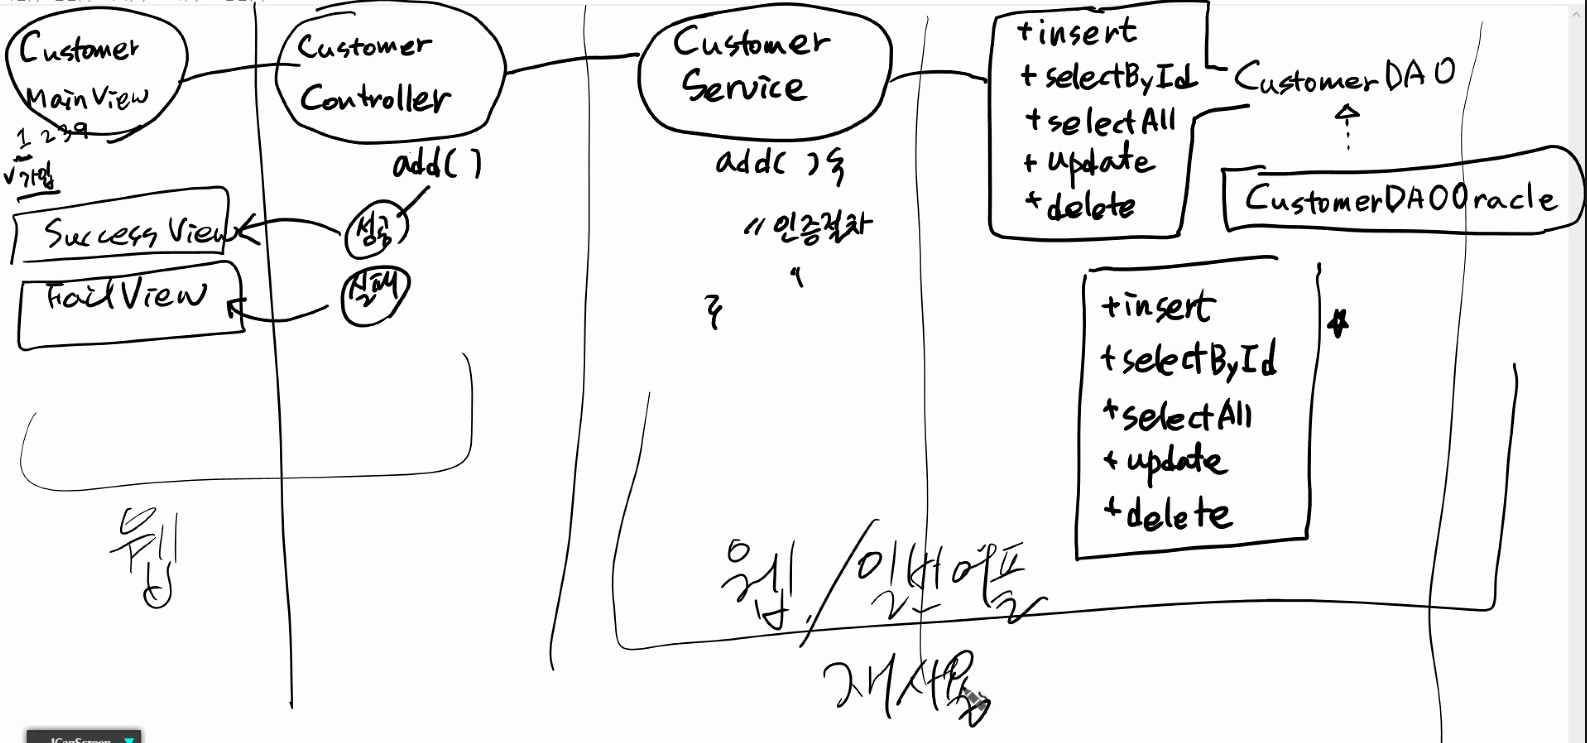 Customer
MainView
1 2 3 9
√가입
Success View
FailView
웹
Customer
Controller
add( )
성공
실패
Customer
Service
add( ) {
// 인증절차
}
+insert
+selectById
+selectAll
+update
+delete
CustomerDAO
CustomerDAOOracle
+insert
+selectById
+selectAll
+update
+delete
웹/일반어플
재사용